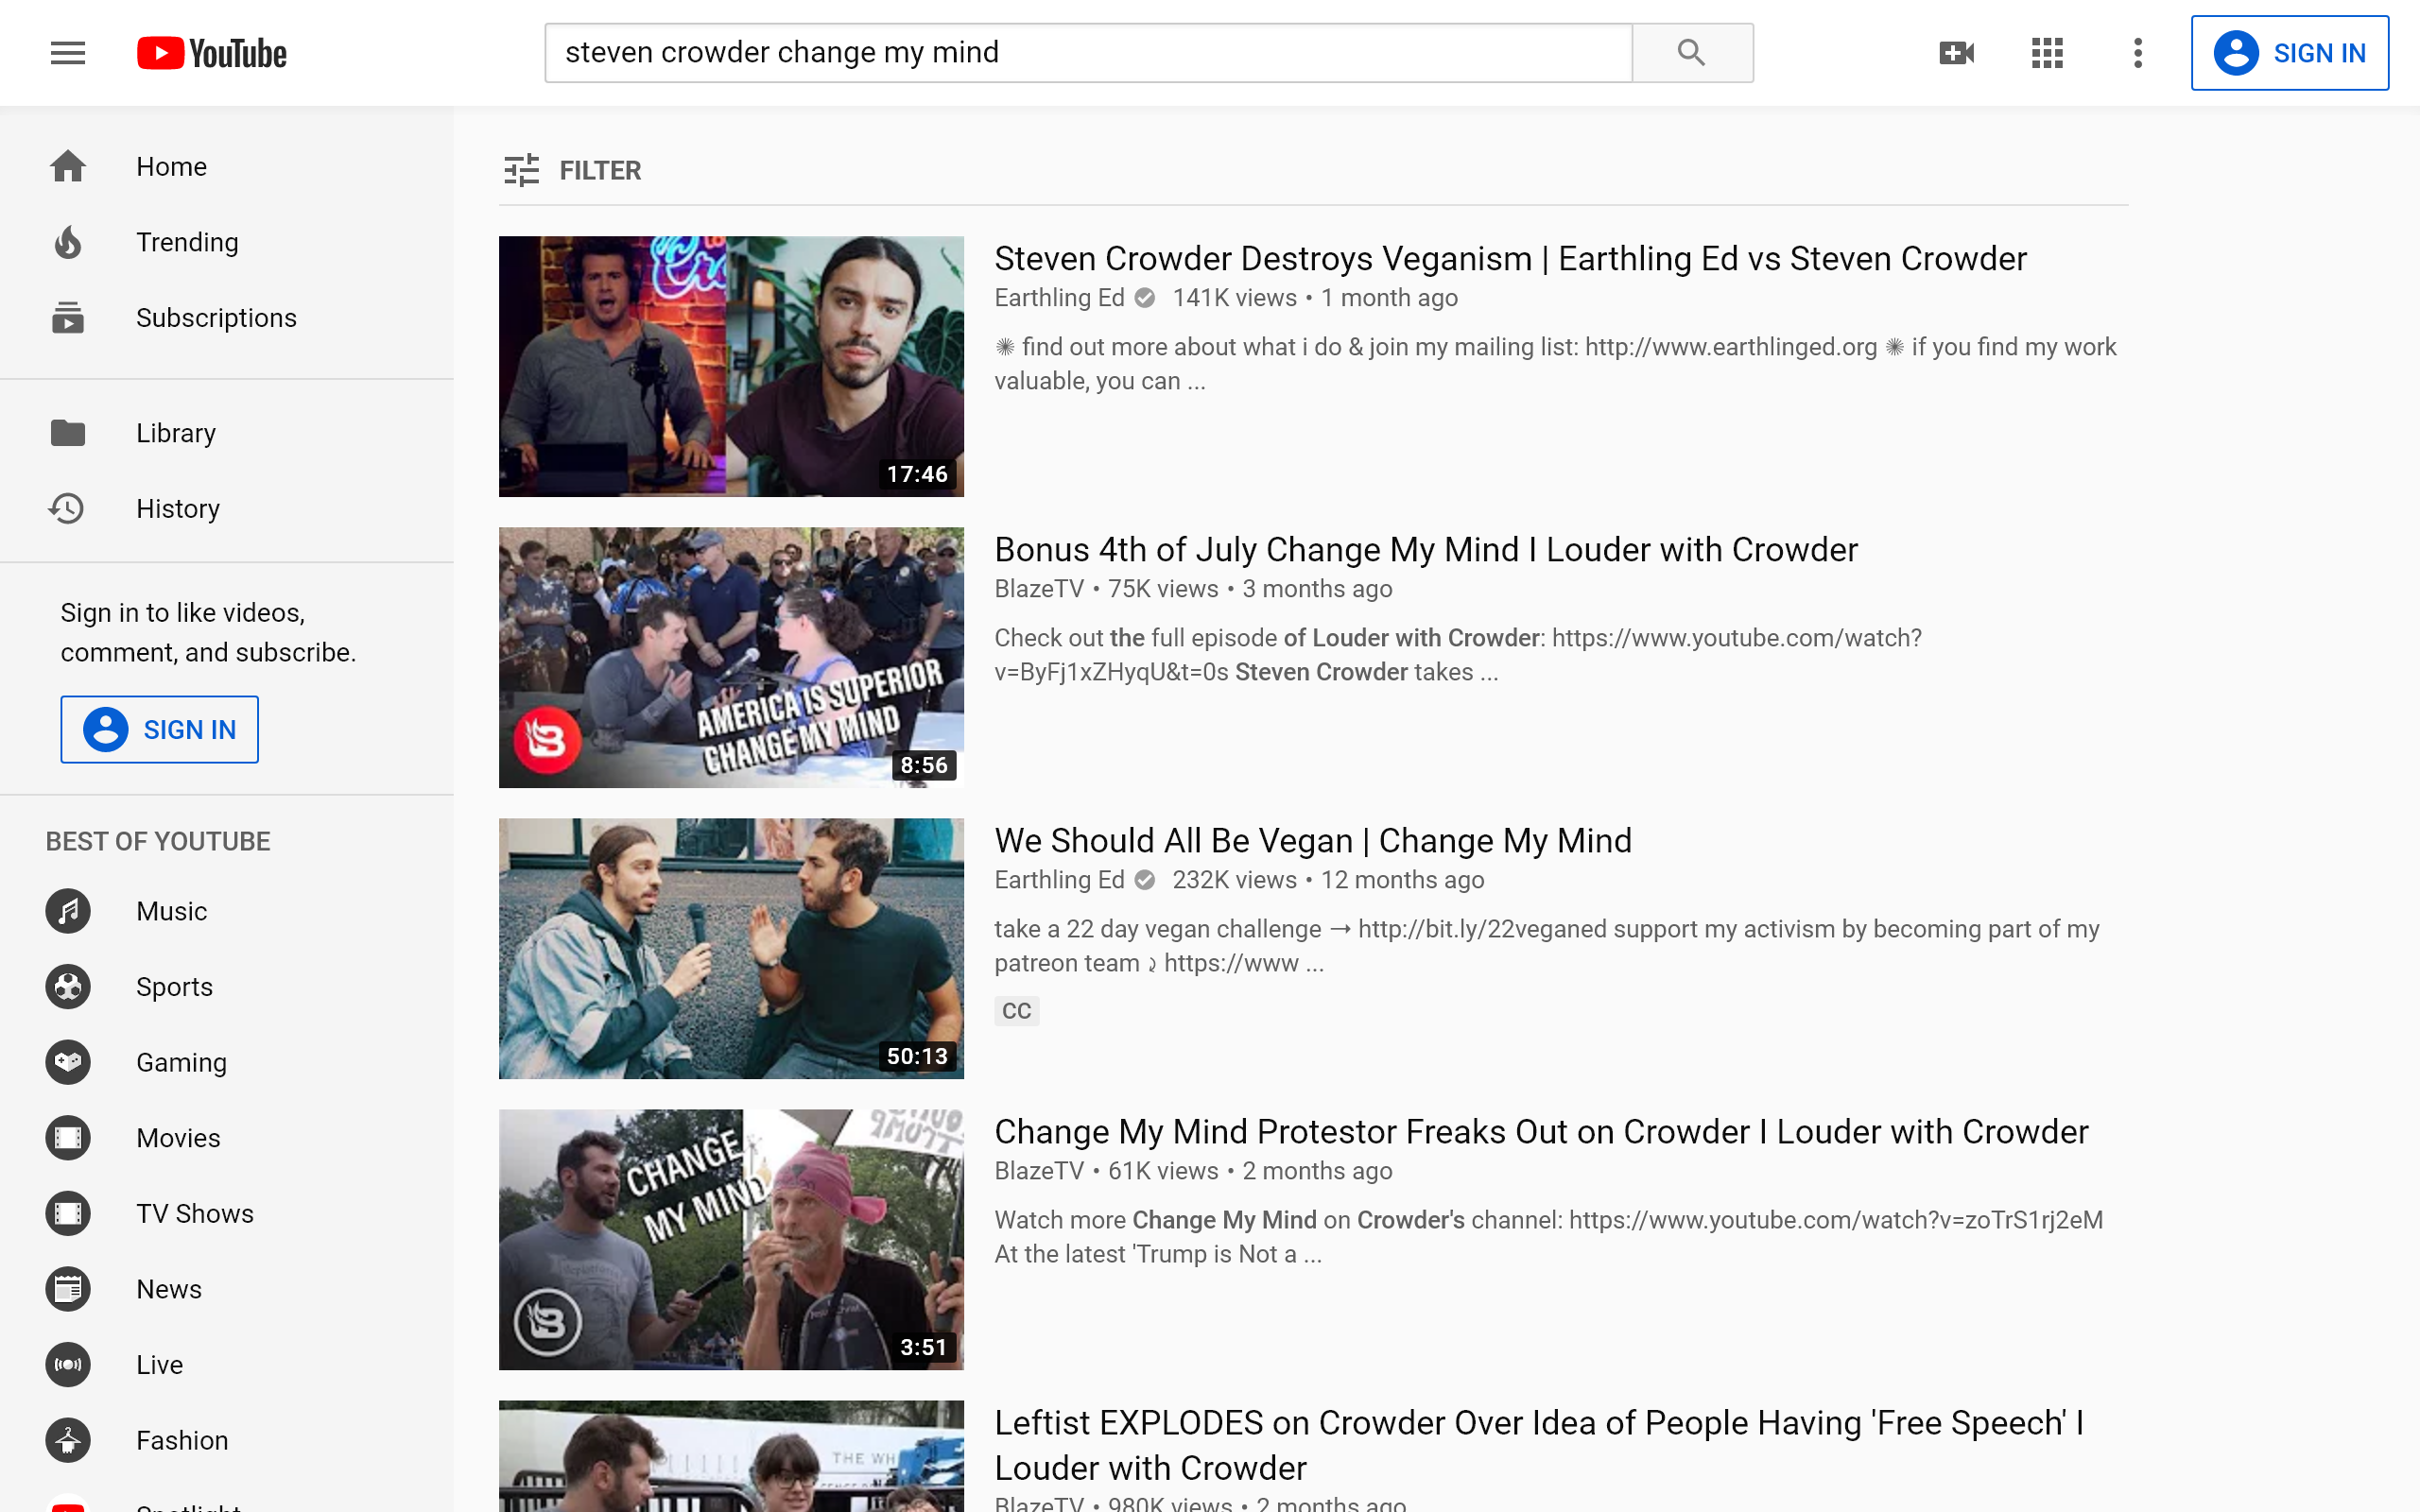 YouTube
steven crowder change my mind
SIGN IN
Home
Trending
Subscriptions
Library
History
Sign in to like videos,
comment, and subscribe.
SIGN IN
BEST OF YOUTUBE
Music
Sports
Gaming
Movies
TV Shows
News
Live
Fashion
Spotlight
FILTER
17:46
Steven Crowder Destroys Veganism | Earthling Ed vs Steven Crowder
Earthling Ed 141K views • 1 month ago
✺ find out more about what i do & join my mailing list: http://www.earthlinged.org ✺ if you find my work
valuable, you can ...
AMERICA IS SUPERIOR
CHANGE MY MIND
8:56
Bonus 4th of July Change My Mind I Louder with Crowder
BlazeTV • 75K views • 3 months ago
Check out the full episode of Louder with Crowder: https://www.youtube.com/watch?
v=ByFj1xZHyqU&t=0s Steven Crowder takes ...
50:13
We Should All Be Vegan | Change My Mind
Earthling Ed 232K views • 12 months ago
take a 22 day vegan challenge → http://bit.ly/22veganed support my activism by becoming part of my
patreon team ⤸ https://www ...
CC
CHANGE
MY MIND
3:51
Change My Mind Protestor Freaks Out on Crowder I Louder with Crowder
BlazeTV • 61K views • 2 months ago
Watch more Change My Mind on Crowder's channel: https://www.youtube.com/watch?v=zoTrS1rj2eM
At the latest 'Trump is Not a ...
THE WH
Leftist EXPLODES on Crowder Over Idea of People Having 'Free Speech' I
Louder with Crowder
BlazeTV • 980K views • 2 months ago